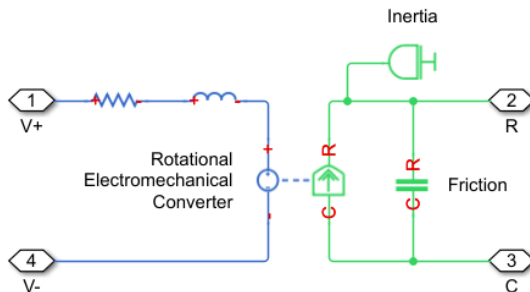 Inertia
1
V+
+
-
+
-
2
R
+
R
R
Rotational
Electromechanical
Converter
Friction
-
C
C
4
V-
3
C